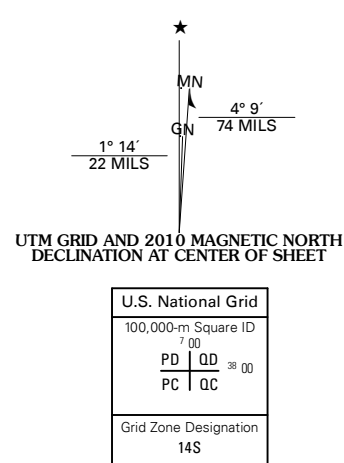 ★
MN
4° 9´
74 MILS
GN
1° 14´
22 MILS
UTM GRID AND 2010 MAGNETIC NORTH
DECLINATION AT CENTER OF SHEET
U.S. National Grid
100,000-m Square ID
7 00
PD QD 38 00
PC QC
Grid Zone Designation
14S